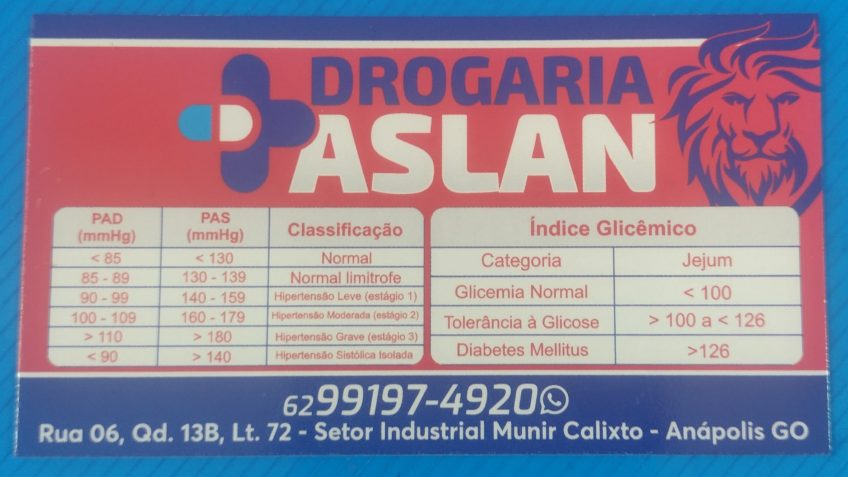 DROGARIA
ASLAN
PAD (mmHg) PAS (mmHg) Classificação
< 85 < 130 Normal
85 - 89 130 - 139 Normal limitrofe
90 - 99 140 - 159 Hipertensão Leve (estágio 1)
100 - 109 160 - 179 Hipertensão Moderada (estágio 2)
> 110 > 180 Hipertensão Grave (estágio 3)
< 90 > 140 Hipertensão Sistólica Isolada
Índice Glicêmico
Categoria Jejum
Glicemia Normal < 100
Tolerância à Glicose > 100 a < 126
Diabetes Mellitus >126
62 99197-4920
Rua 06, Qd. 13B, Lt. 72 - Setor Industrial Munir Calixto - Anápolis GO